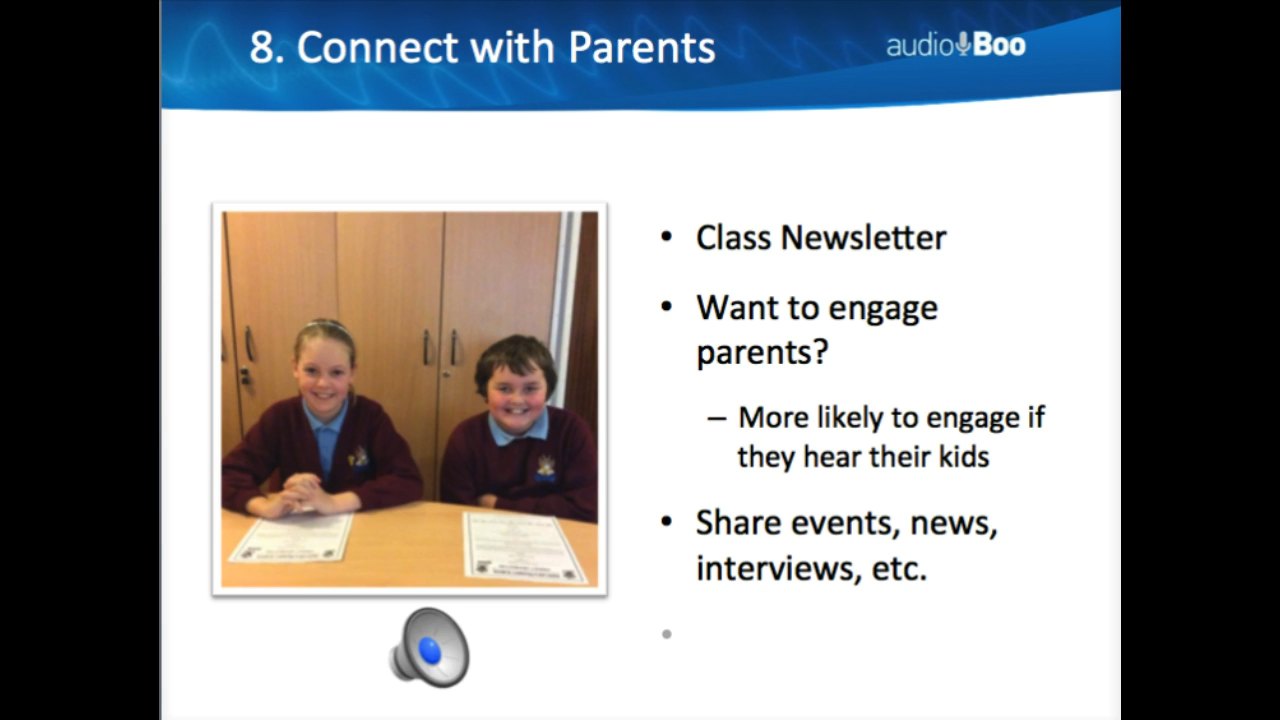 8. Connect with Parents
audioBoo
• Class Newsletter
• Want to engage
parents?
– More likely to engage if
they hear their kids
• Share events, news,
interviews, etc.
•